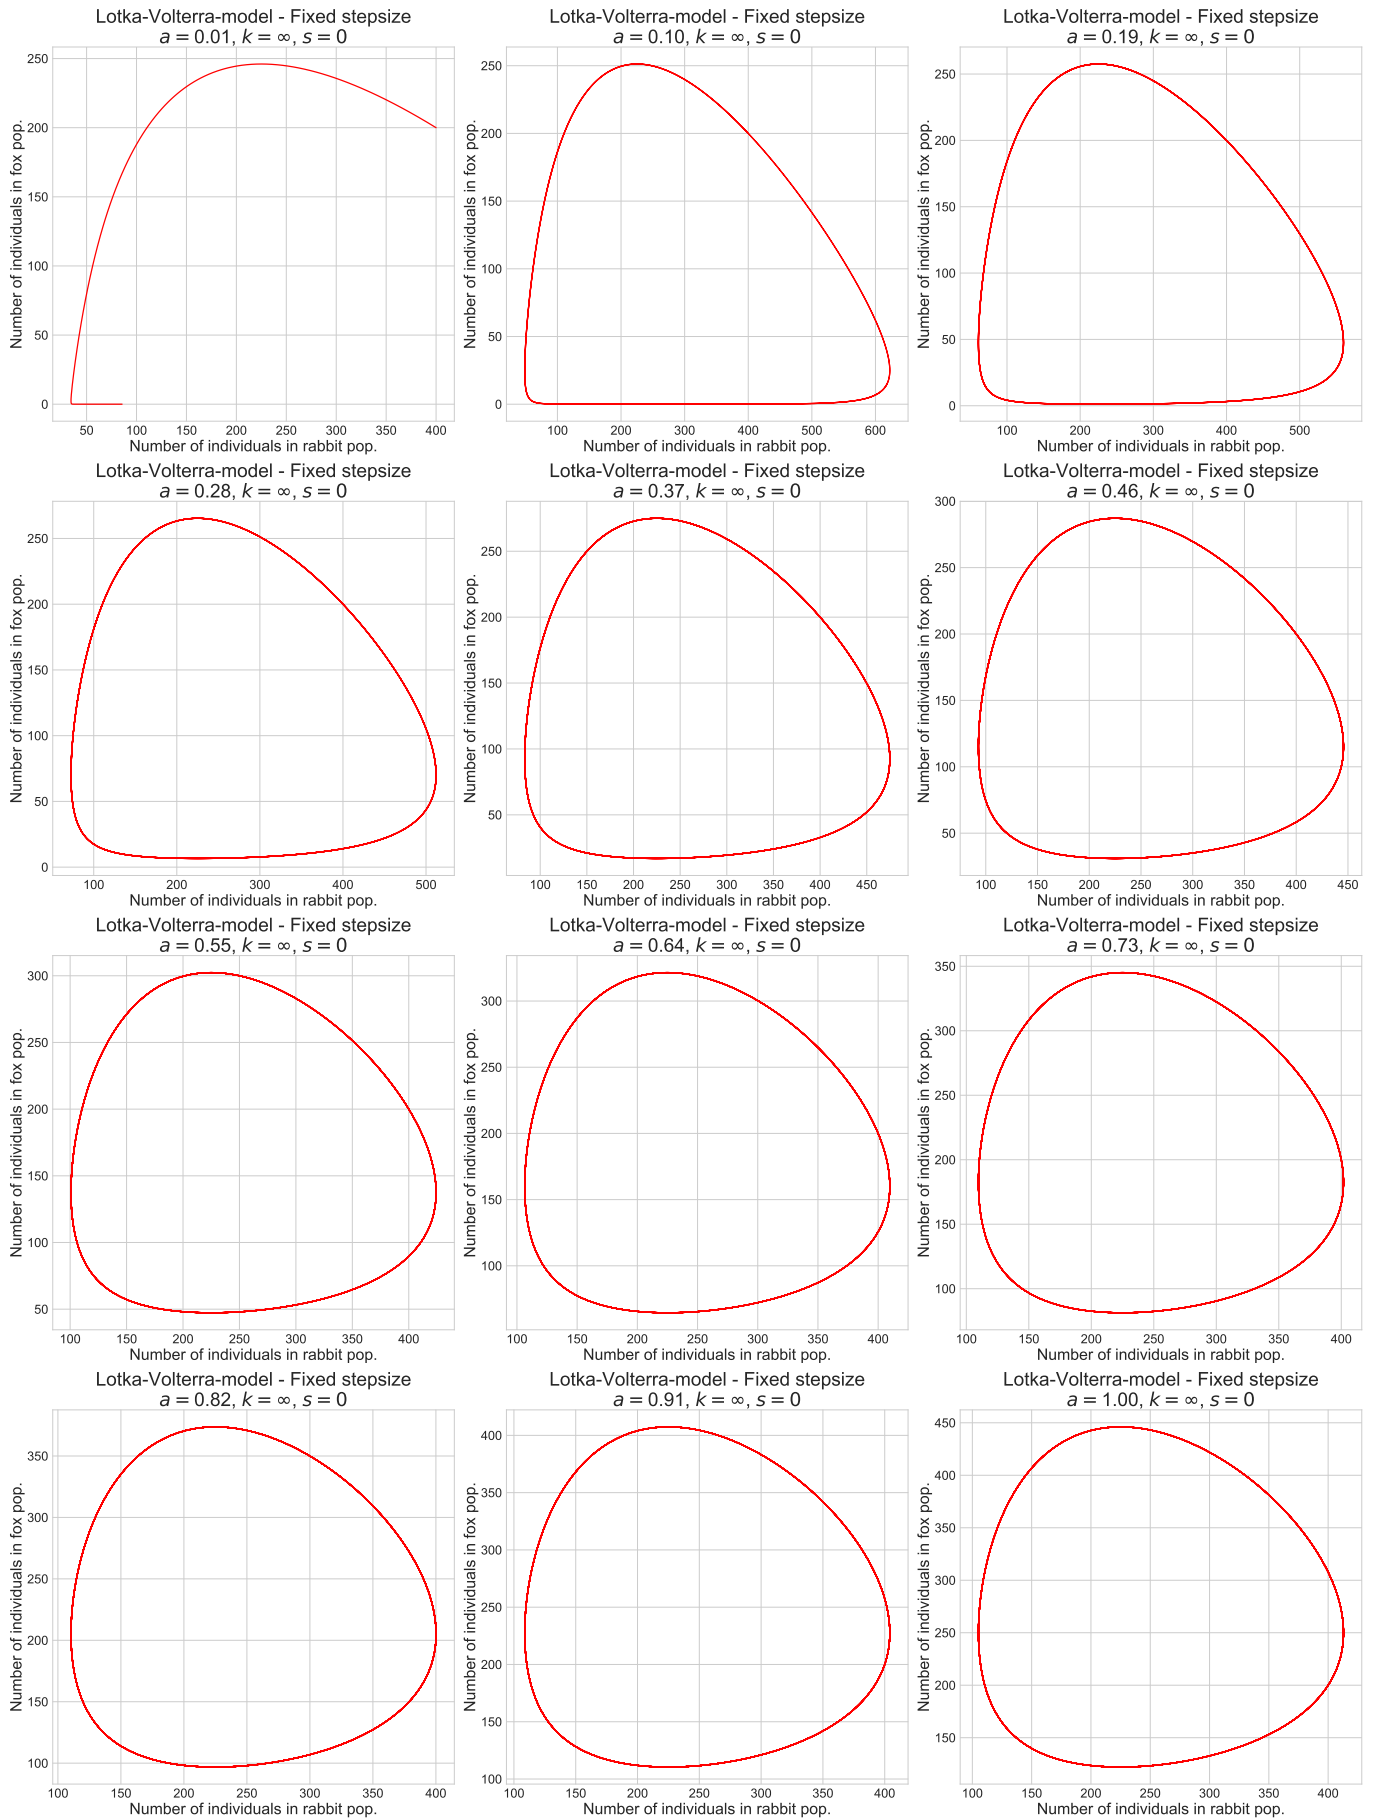 Lotka-Volterra-model - Fixed stepsize
a = 0.01, k = ∞, s = 0
Number of individuals in fox pop.
250
200
150
100
50
0
50 100 150 200 250 300 350 400
Number of individuals in rabbit pop.
Lotka-Volterra-model - Fixed stepsize
a = 0.10, k = ∞, s = 0
Number of individuals in fox pop.
250
200
150
100
50
0
100 200 300 400 500 600
Number of individuals in rabbit pop.
Lotka-Volterra-model - Fixed stepsize
a = 0.19, k = ∞, s = 0
Number of individuals in fox pop.
250
200
150
100
50
0
100 200 300 400 500
Number of individuals in rabbit pop.
Lotka-Volterra-model - Fixed stepsize
a = 0.28, k = ∞, s = 0
Number of individuals in fox pop.
250
200
150
100
50
0
100 200 300 400 500
Number of individuals in rabbit pop.
Lotka-Volterra-model - Fixed stepsize
a = 0.37, k = ∞, s = 0
Number of individuals in fox pop.
250
200
150
100
50
100 150 200 250 300 350 400 450
Number of individuals in rabbit pop.
Lotka-Volterra-model - Fixed stepsize
a = 0.46, k = ∞, s = 0
Number of individuals in fox pop.
300
250
200
150
100
50
100 150 200 250 300 350 400 450
Number of individuals in rabbit pop.
Lotka-Volterra-model - Fixed stepsize
a = 0.55, k = ∞, s = 0
Number of individuals in fox pop.
300
250
200
150
100
50
100 150 200 250 300 350 400
Number of individuals in rabbit pop.
Lotka-Volterra-model - Fixed stepsize
a = 0.64, k = ∞, s = 0
Number of individuals in fox pop.
300
250
200
150
100
100 150 200 250 300 350 400
Number of individuals in rabbit pop.
Lotka-Volterra-model - Fixed stepsize
a = 0.73, k = ∞, s = 0
Number of individuals in fox pop.
350
300
250
200
150
100
100 150 200 250 300 350 400
Number of individuals in rabbit pop.
Lotka-Volterra-model - Fixed stepsize
a = 0.82, k = ∞, s = 0
Number of individuals in fox pop.
350
300
250
200
150
100
100 150 200 250 300 350 400
Number of individuals in rabbit pop.
Lotka-Volterra-model - Fixed stepsize
a = 0.91, k = ∞, s = 0
Number of individuals in fox pop.
400
350
300
250
200
150
100
100 150 200 250 300 350 400
Number of individuals in rabbit pop.
Lotka-Volterra-model - Fixed stepsize
a = 1.00, k = ∞, s = 0
Number of individuals in fox pop.
450
400
350
300
250
200
150
100 150 200 250 300 350 400
Number of individuals in rabbit pop.